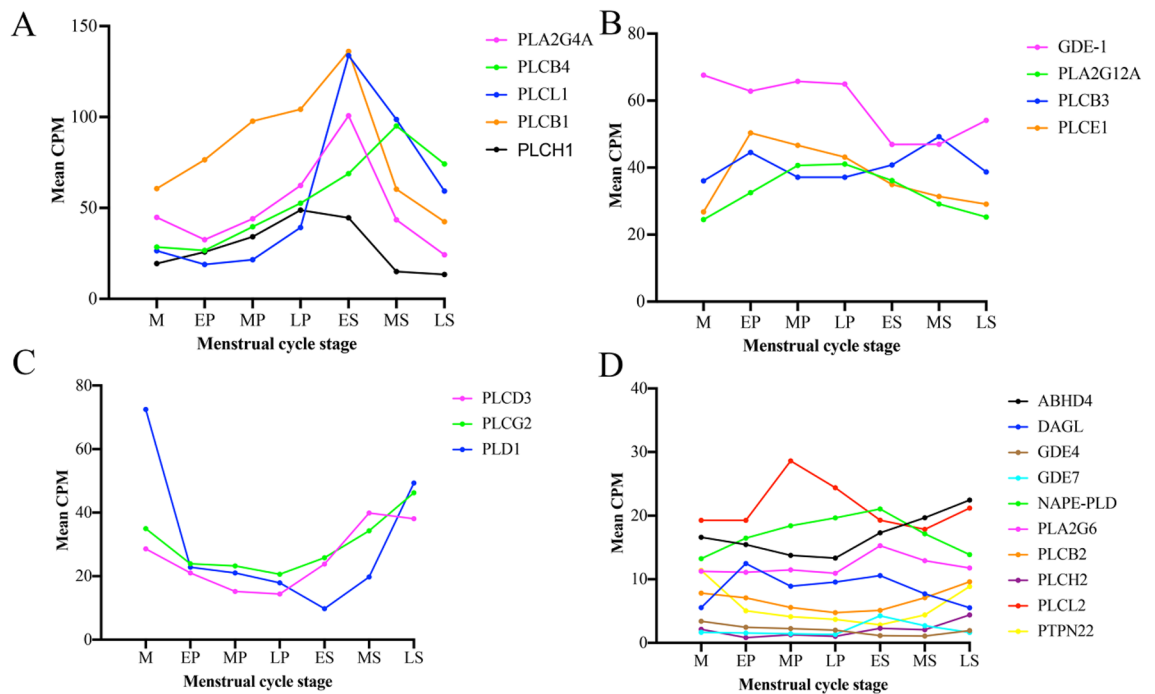 A
150
100
50
0
Mean CPM
M EP MP LP ES MS LS
Menstrual cycle stage
PLA2G4A
PLCB4
PLCL1
PLCB1
PLCH1
B
80
60
40
20
0
Mean CPM
M EP MP LP ES MS LS
Menstrual cycle stage
GDE-1
PLA2G12A
PLCB3
PLCE1
C
80
60
40
20
0
Mean CPM
M EP MP LP ES MS LS
Menstrual cycle stage
PLCD3
PLCG2
PLD1
D
40
30
20
10
0
Mean CPM
M EP MP LP ES MS LS
Menstrual cycle stage
ABHD4
DAGL
GDE4
GDE7
NAPE-PLD
PLA2G6
PLCB2
PLCH2
PLCL2
PTPN22